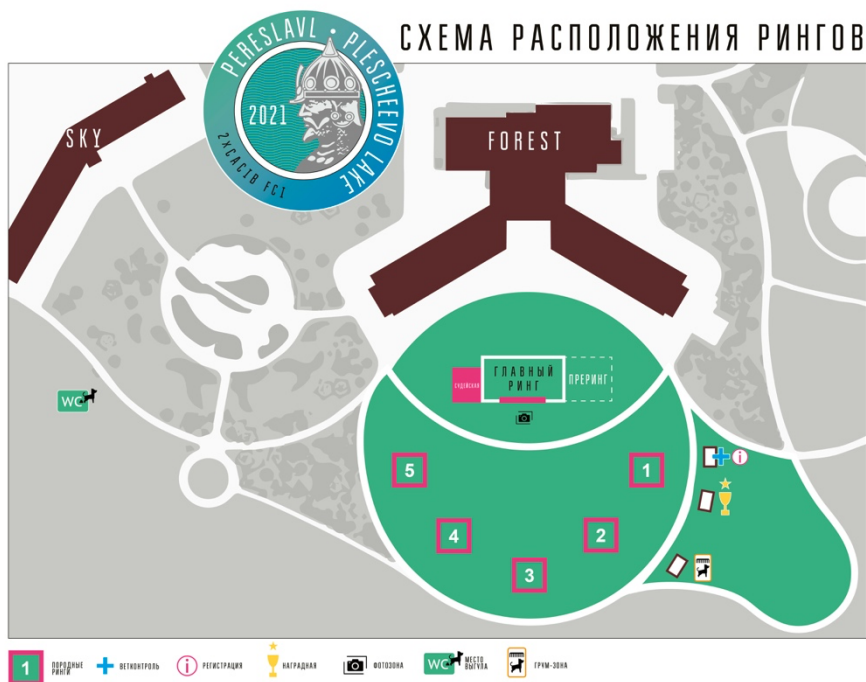 СХЕМА РАСПОЛОЖЕНИЯ РИНГОВ
PERESLAVL • PLESCHEEVO LAKE
2021
2XCACIB FCI
SKY
FOREST
СУДЕЙСКАЯ
ГЛАВНЫЙ
РИНГ
ПРЕРИНГ
WC
5
1
4
2
3
i
1
ПОРОДНЫЕ
РИНГИ
ВЕТКОНТРОЛЬ
i
РЕГИСТРАЦИЯ
НАГРАДНАЯ
ФОТОЗОНА
WC
МЕСТО
ВЫГУЛА
ГРУМ-ЗОНА